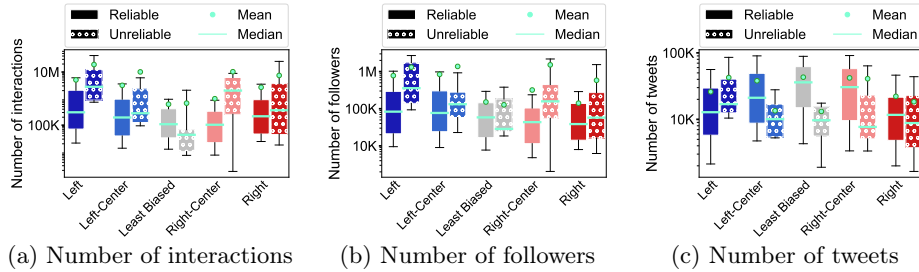 Reliable
Unreliable
Mean
Median
Number of interactions
10M
100K
Left
Left-Center
Least Biased
Right-Center
Right
(a) Number of interactions
Reliable
Unreliable
Mean
Median
Number of followers
1M
100K
10K
Left
Left-Center
Least Biased
Right-Center
Right
(b) Number of followers
Reliable
Unreliable
Mean
Median
Number of tweets
100K
10K
Left
Left-Center
Least Biased
Right-Center
Right
(c) Number of tweets